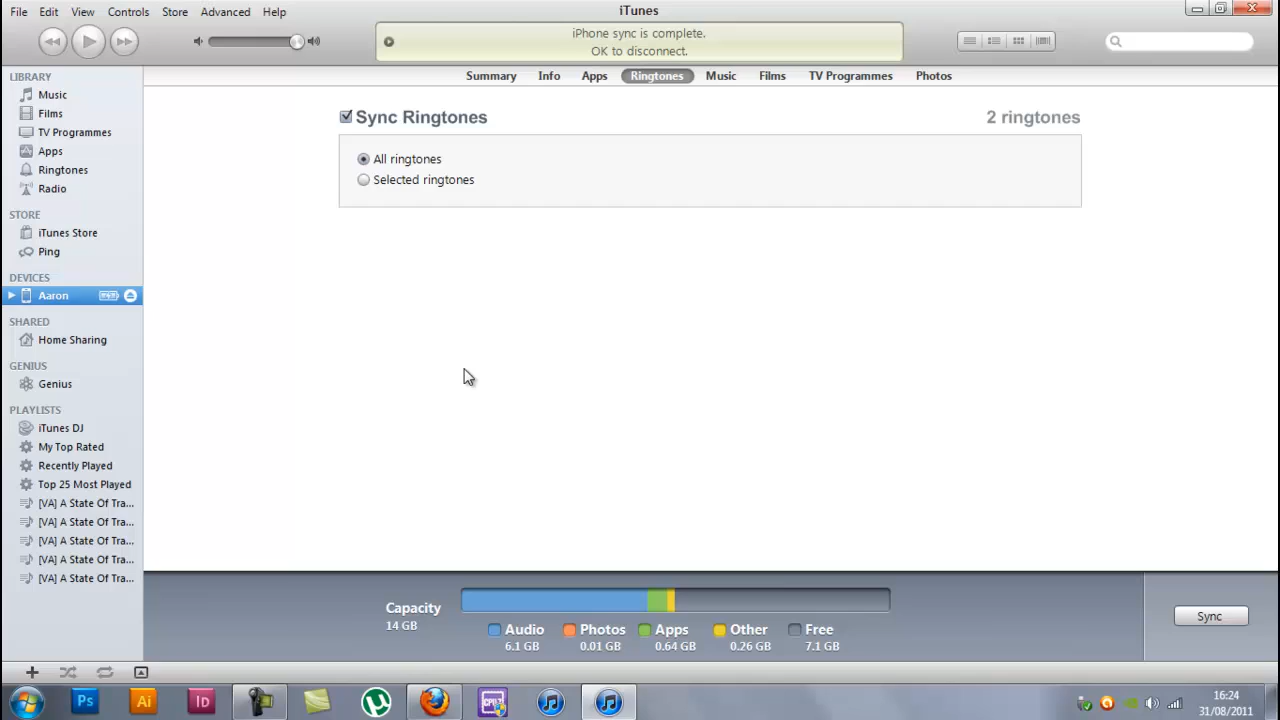 File Edit View Controls Store Advanced Help
iTunes
iPhone sync is complete.
OK to disconnect.
LIBRARY
Music
Films
TV Programmes
Apps
Ringtones
Radio
STORE
iTunes Store
Ping
DEVICES
Aaron
SHARED
Home Sharing
GENIUS
Genius
PLAYLISTS
iTunes DJ
My Top Rated
Recently Played
Top 25 Most Played
[VA] A State Of Tra...
[VA] A State Of Tra...
[VA] A State Of Tra...
[VA] A State Of Tra...
[VA] A State Of Tra...
Summary Info Apps Ringtones Music Films TV Programmes Photos
Sync Ringtones 2 ringtones
All ringtones
Selected ringtones
Capacity
14 GB
Audio Photos Apps Other Free
6.1 GB 0.01 GB 0.64 GB 0.26 GB 7.1 GB
Sync
Ps Ai Id
16:24
31/08/2011